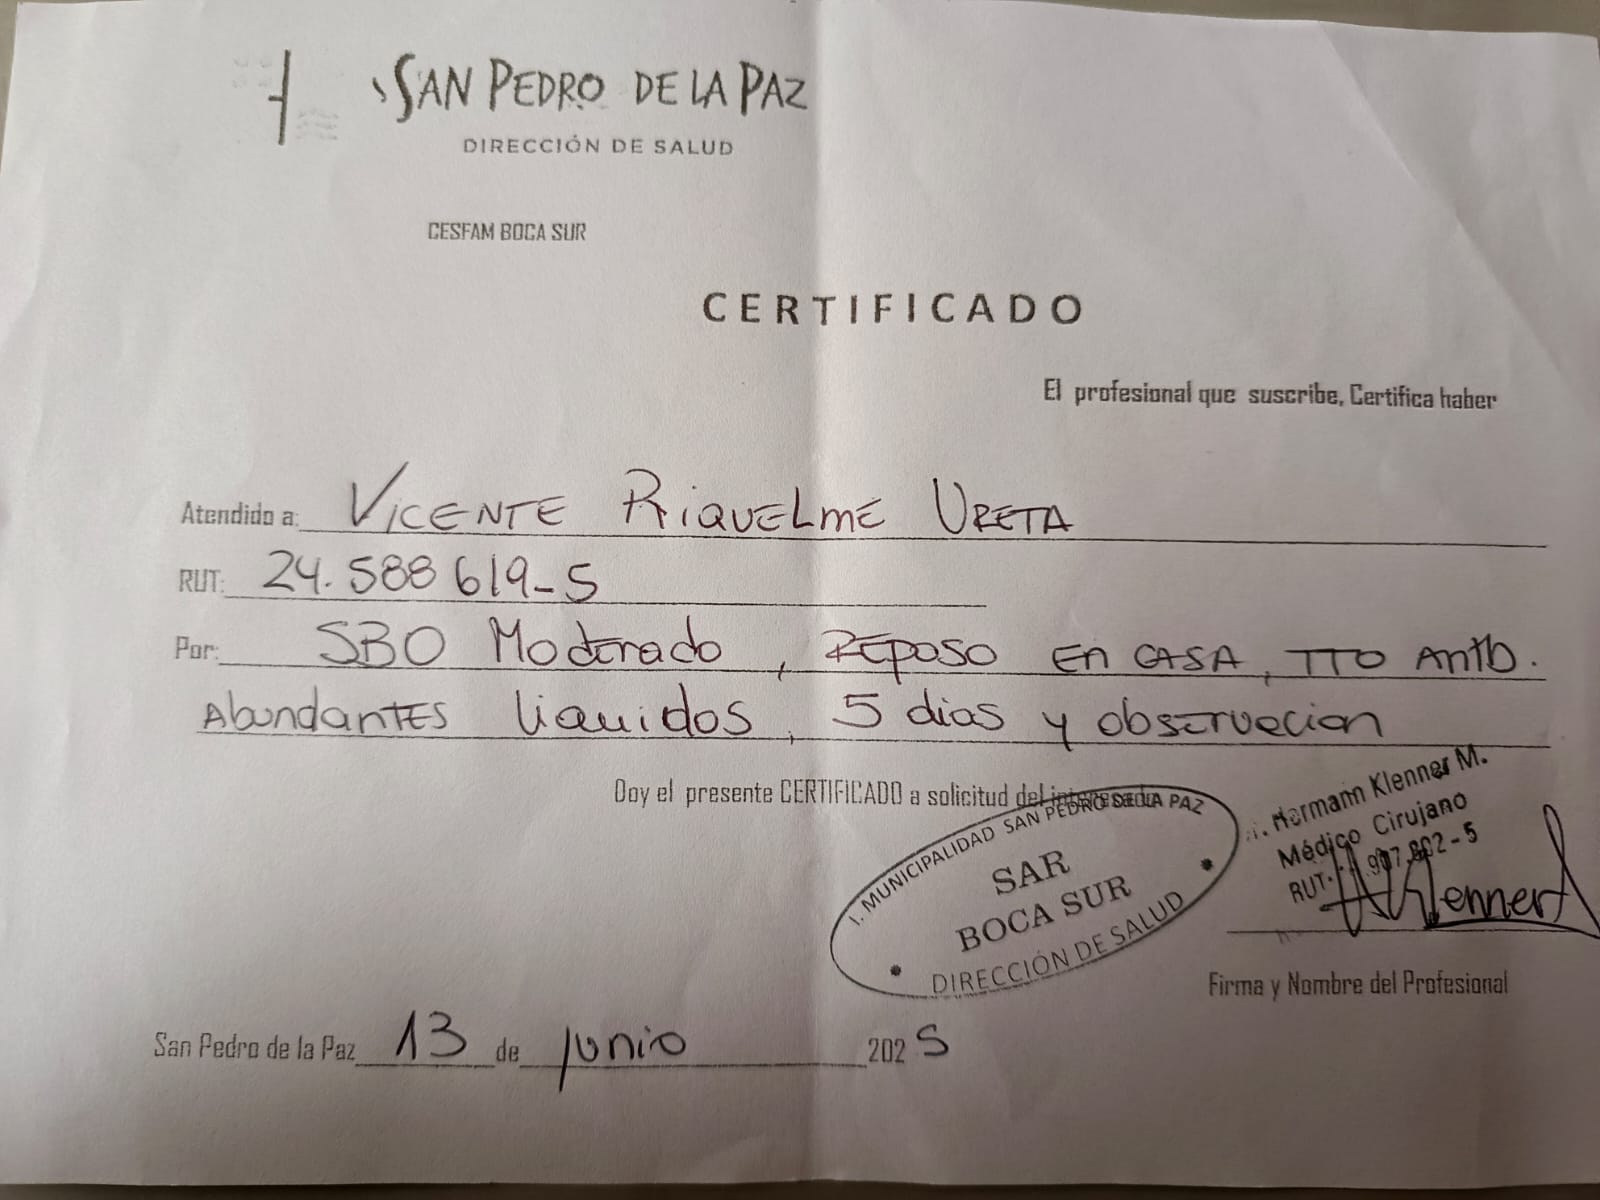 SAN PEDRO DE LA PAZ
DIRECCIÓN DE SALUD
CESFAM BOCA SUR
CERTIFICADO
El profesional que suscribe, Certifica haber
Atendido a: VICENTE RIQUELME URETA
RUT: 24.588 619-5
Por: SBO Moderado, REPOSO EN CASA, TTO Antb.
Abundantes liquidos, 5 dias y observacion
Doy el presente CERTIFICADO a solicitud del interesado
I. MUNICIPALIDAD SAN PEDRO DE LA PAZ
SAR
BOCA SUR
DIRECCIÓN DE SALUD
Hermann Klenner M.
Médico Cirujano
RUT.
HKlenner
Firma y Nombre del Profesional
San Pedro de la Paz 13 de junio 2025